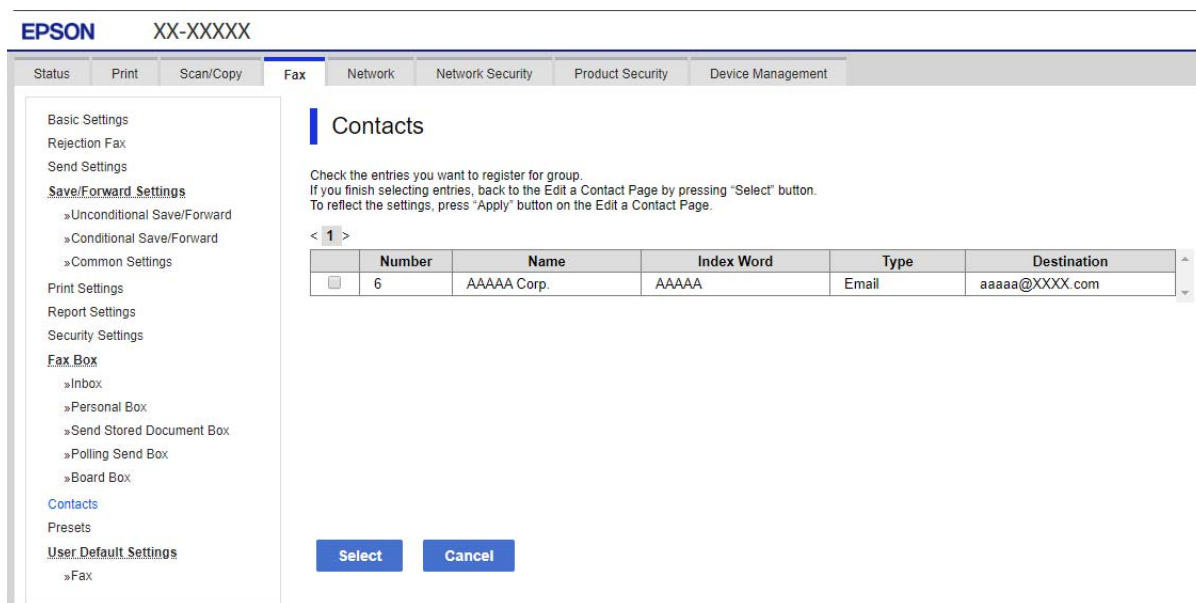 EPSON XX-XXXXX
Status Print Scan/Copy Fax Network Network Security Product Security Device Management
Basic Settings
Rejection Fax
Send Settings
Save/Forward Settings
»Unconditional Save/Forward
»Conditional Save/Forward
»Common Settings
Print Settings
Report Settings
Security Settings
Fax Box
»Inbox
»Personal Box
»Send Stored Document Box
»Polling Send Box
»Board Box
Contacts
Presets
User Default Settings
»Fax
Contacts
Check the entries you want to register for group.
If you finish selecting entries, back to the Edit a Contact Page by pressing “Select” button.
To reflect the settings, press “Apply” button on the Edit a Contact Page.
< 1 >
Number Name Index Word Type Destination
6 AAAAA Corp. AAAAA Email aaaaa@XXXX.com
Select Cancel